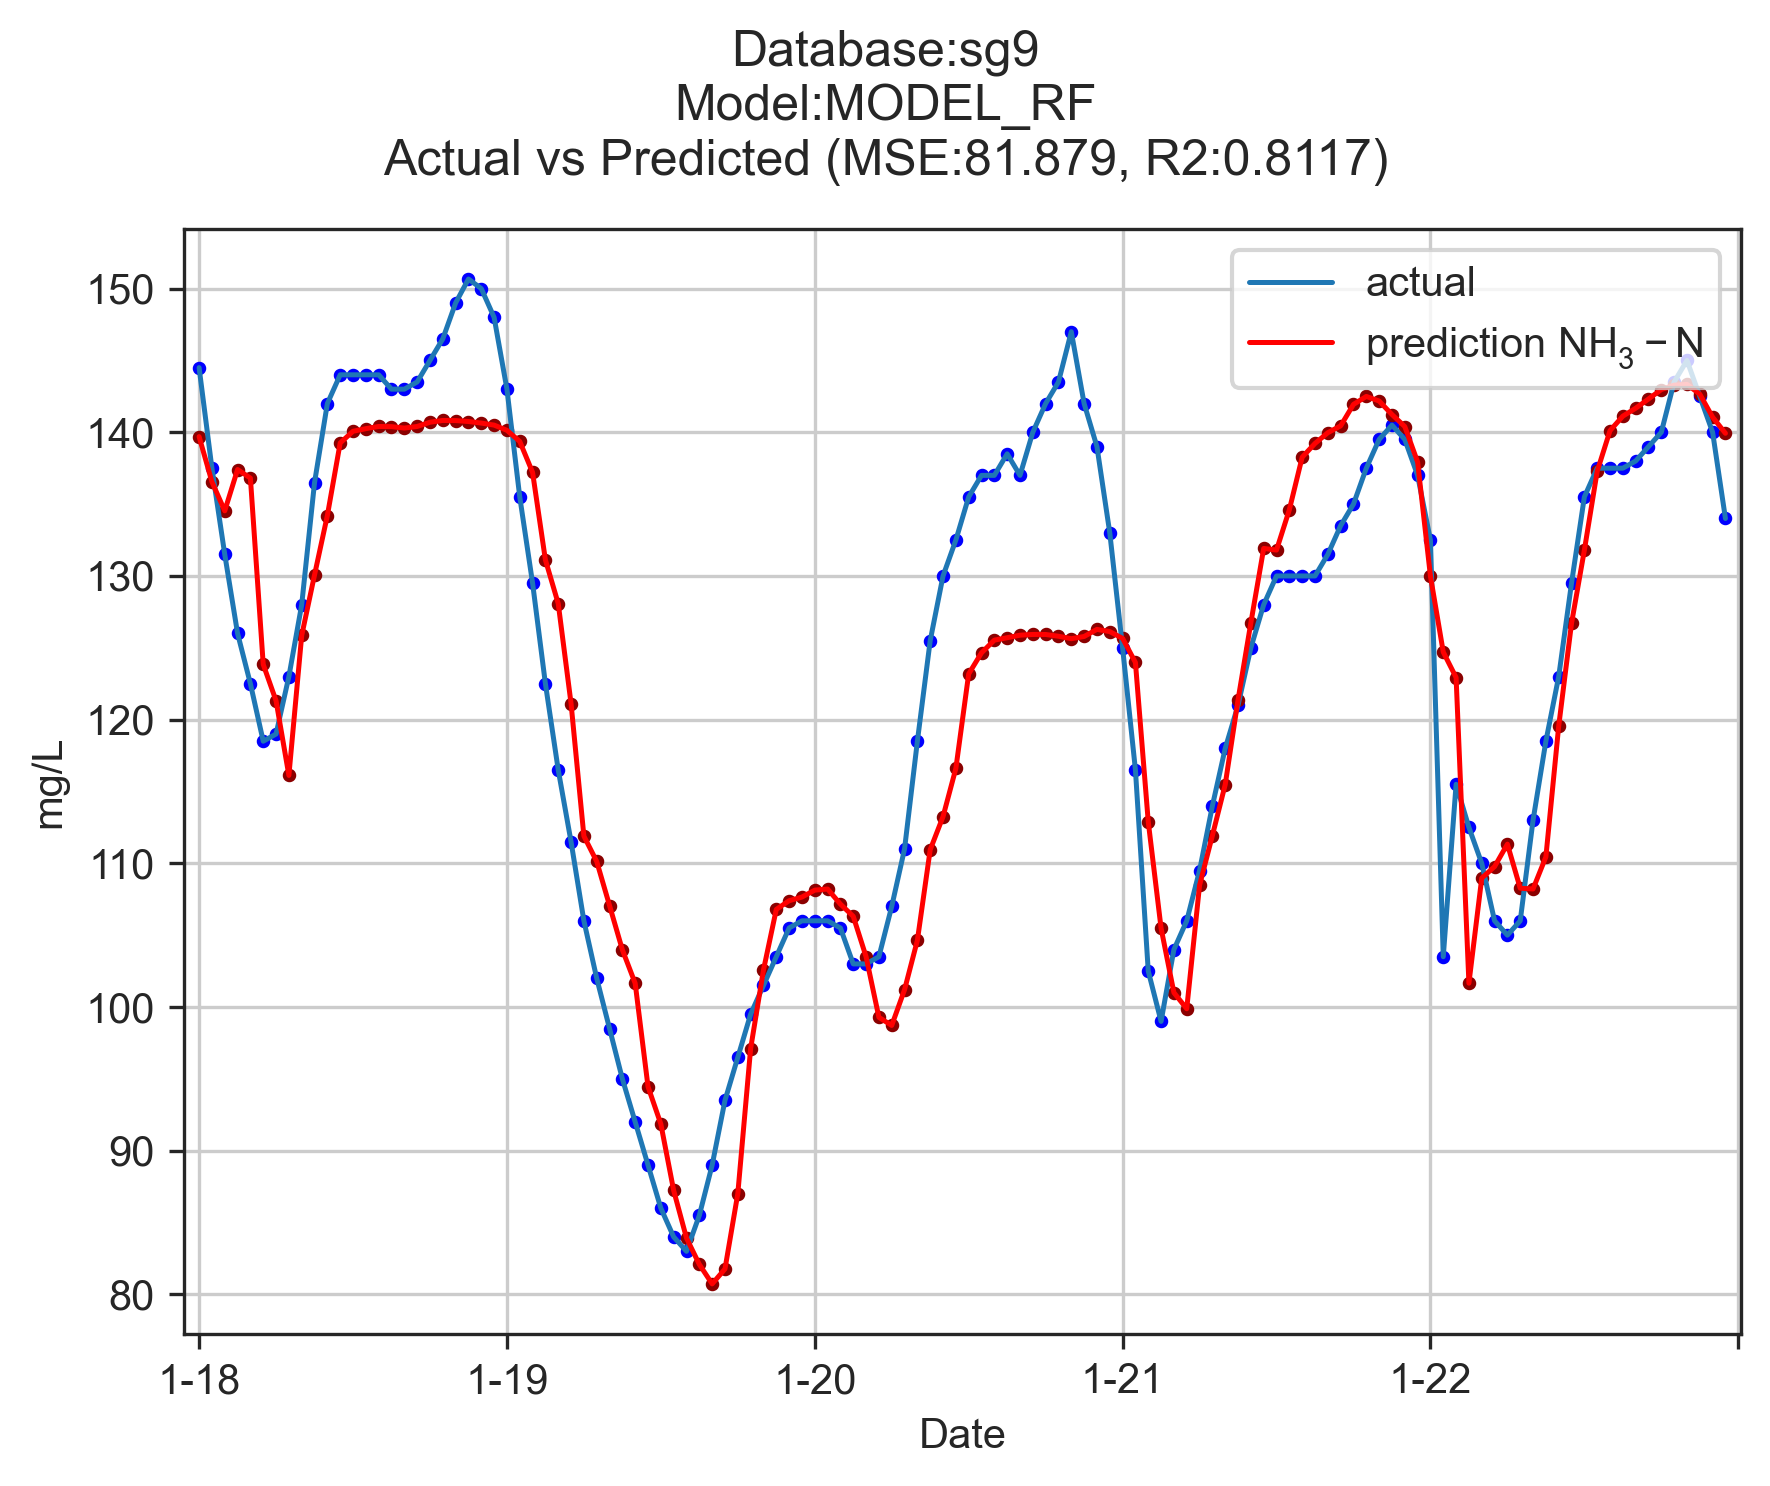 Database:sg9
Model:MODEL_RF
Actual vs Predicted (MSE:81.879, R2:0.8117)
actual
prediction NH₃ − N
150
140
130
120
110
100
90
80
mg/L
1-18 1-19 1-20 1-21 1-22
Date